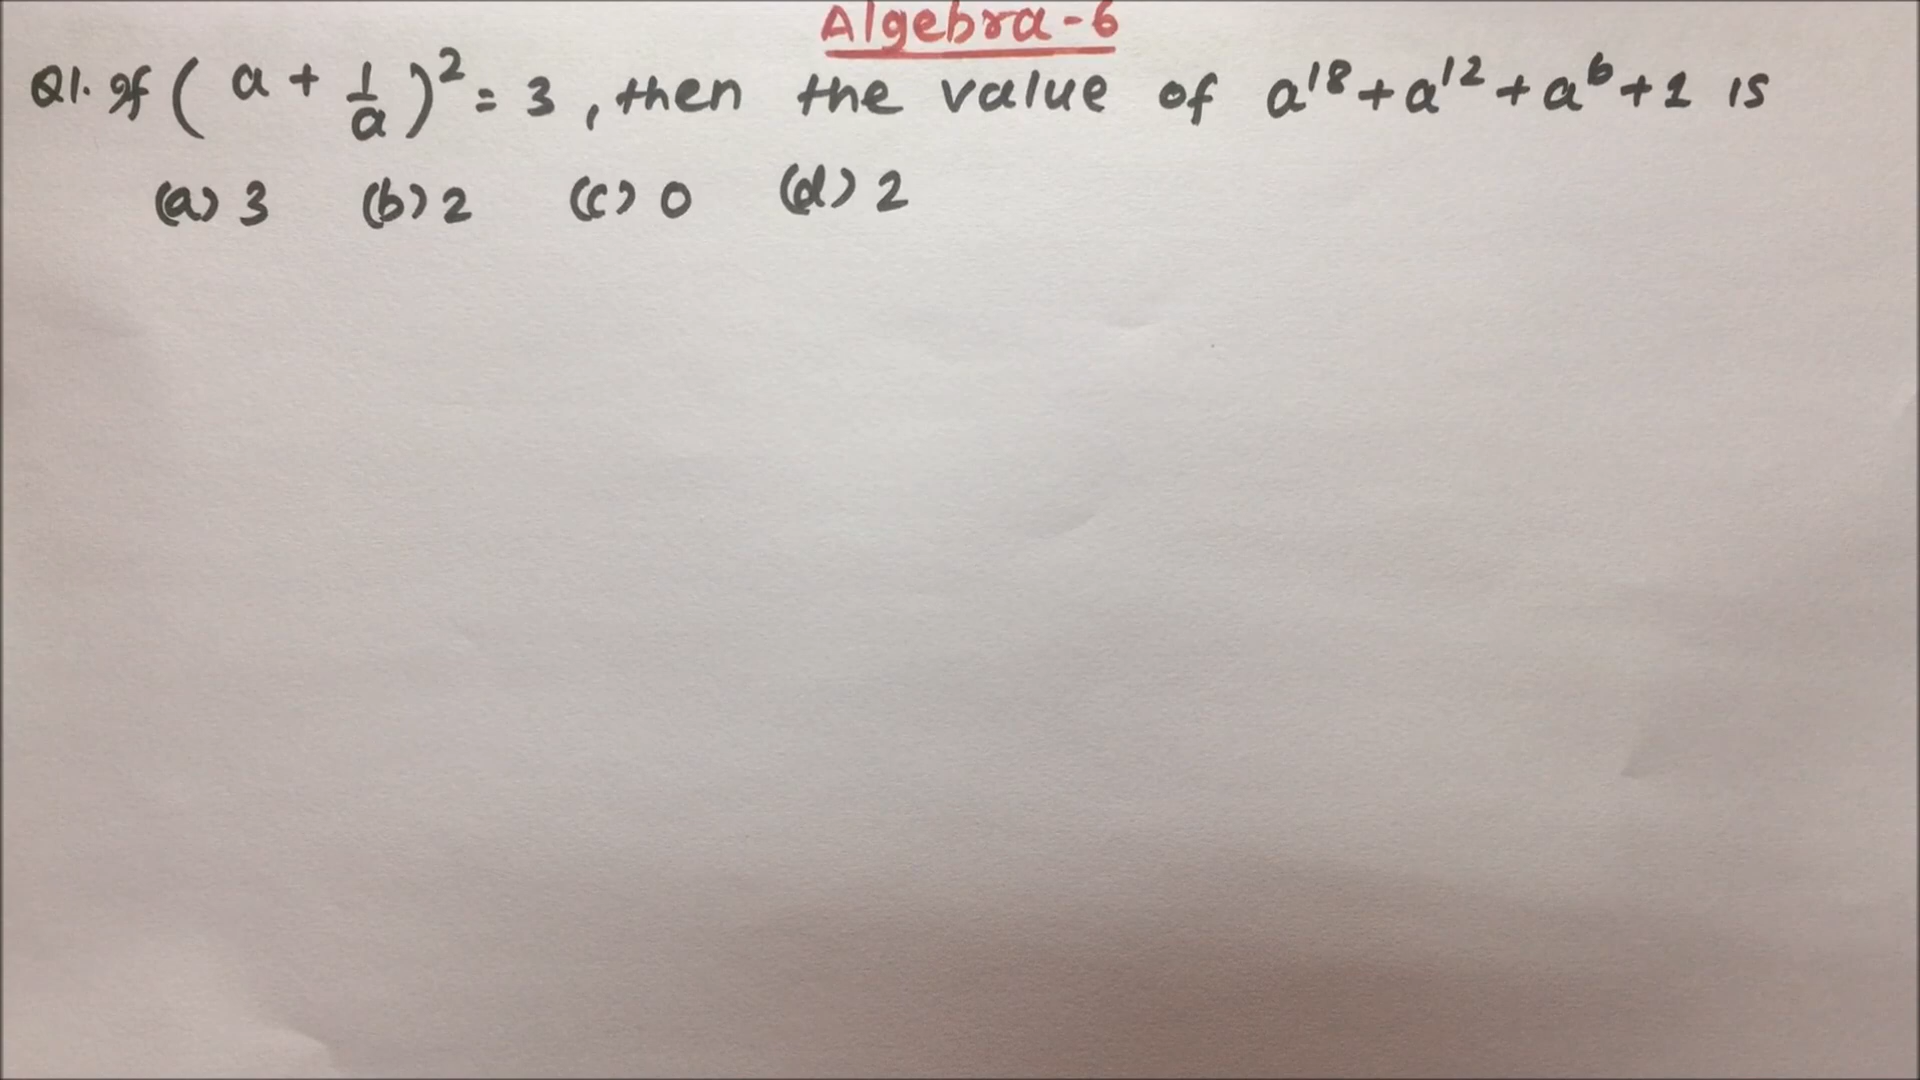 Algebra-6
Q1. If (a + 1/a)² = 3, then the value of a¹⁸ + a¹² + a⁶ + 1 is
(a) 3 (b) 2 (c) 0 (d) 2